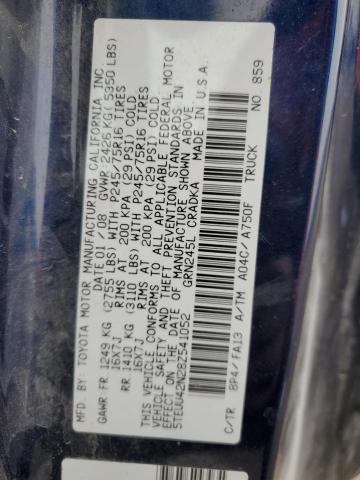 MFD. BY: TOYOTA MOTOR MANUFACTURING CALIFORNIA INC.
DATE: 01 / 08 GVWR: 2426 KG ( 5350 LBS)
GAWR FR 1249 KG (2755 LBS) WITH P245/75R16 TIRES
16X7J RIMS AT 200 KPA (29 PSI) COLD
RR 1410 KG (3110 LBS) WITH P245/75R16 TIRES
16X7J RIMS AT 200 KPA (29 PSI) COLD
THIS VEHICLE CONFORMS TO ALL APPLICABLE FEDERAL MOTOR
VEHICLE SAFETY / AND THEFT PREVENTION STANDARDS IN
EFFECT ON THE DATE OF MANUFACTURE SHOWN ABOVE.
5TEUU42N28Z541052 GRN245L CRADKA MADE IN U.S.A.
C/TR 8P4/FA13 A/TM A04C/A750F TRUCK NO 859